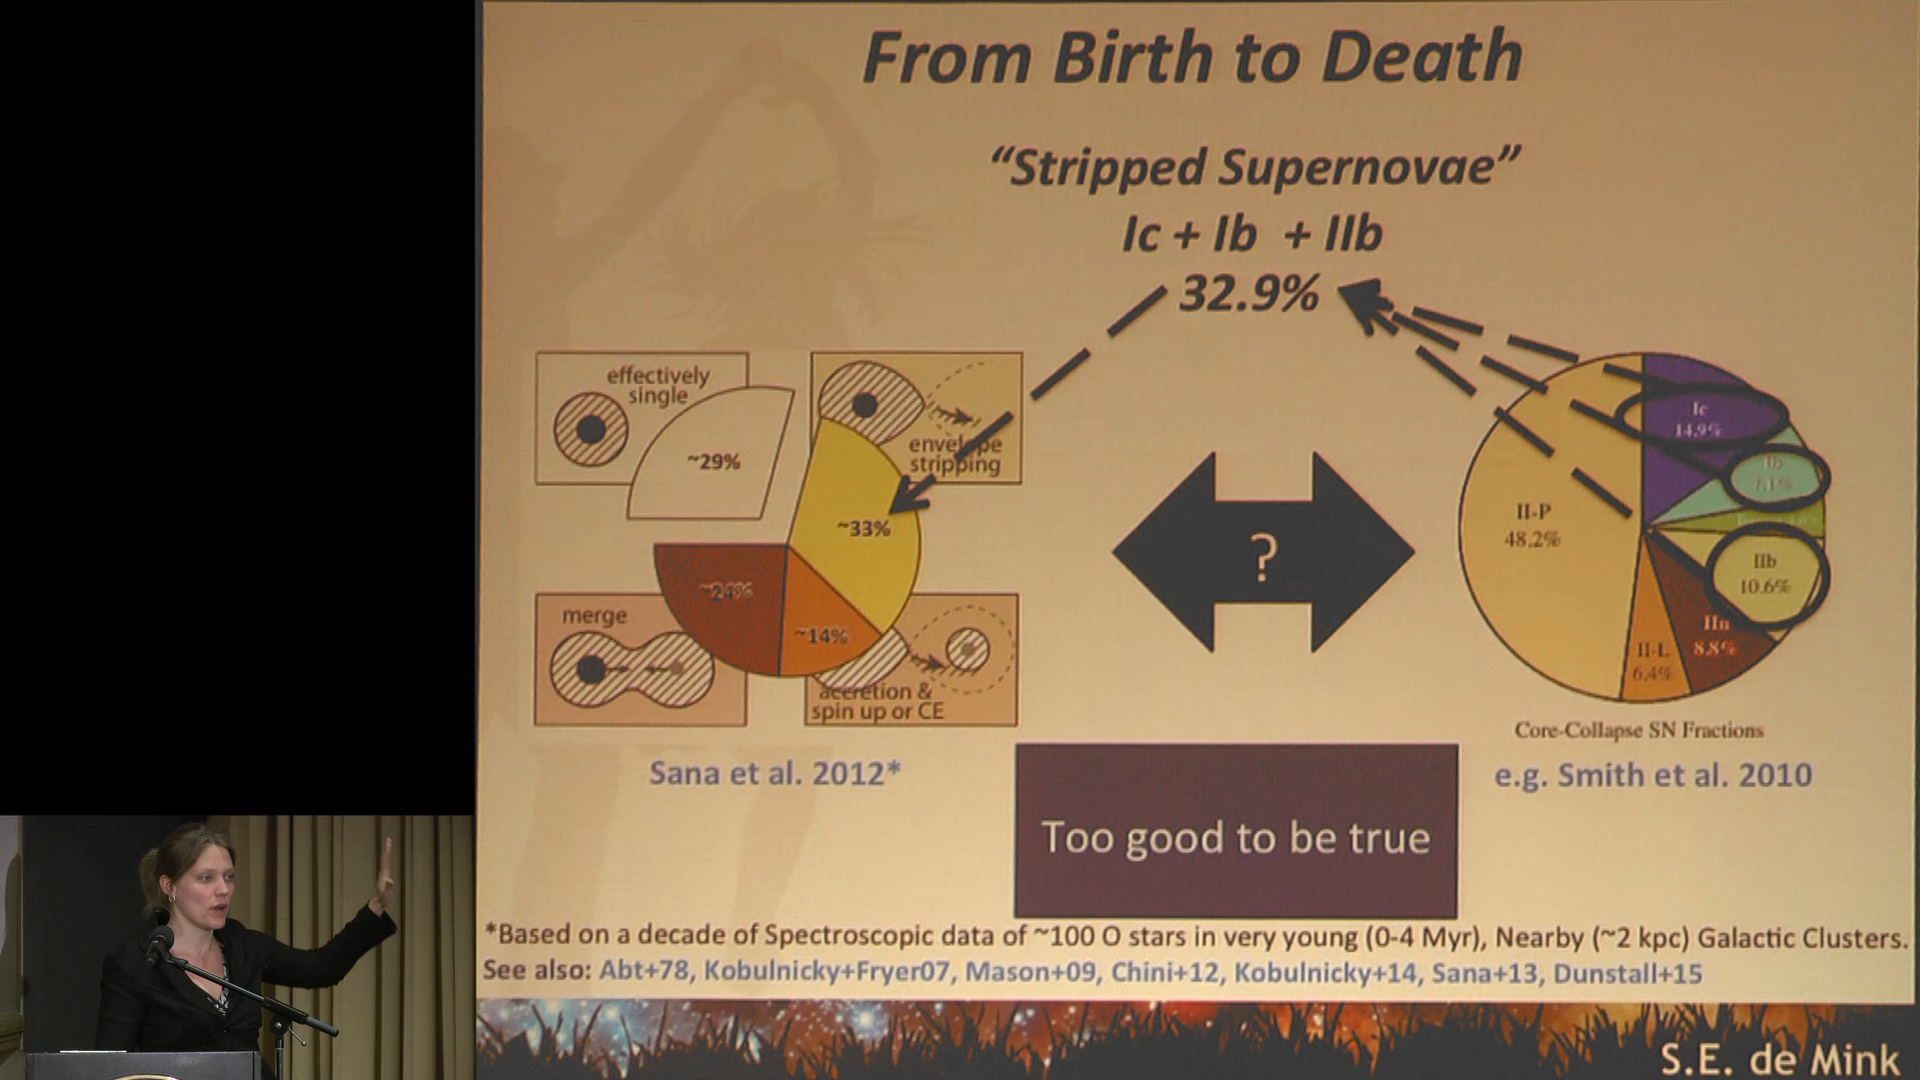 From Birth to Death
“Stripped Supernovae”
Ic + Ib + IIb
32.9%
effectively
single
~29%
envelope
stripping
~33%
merge
~24%
~14%
accretion &
spin up or CE
Sana et al. 2012*
?
Too good to be true
Ic
14.9%
Ib
7.1%
II-P
48.2%
IIb
10.6%
IIn
8.8%
II-L
6.4%
Core-Collapse SN Fractions
e.g. Smith et al. 2010
*Based on a decade of Spectroscopic data of ~100 O stars in very young (0-4 Myr), Nearby (~2 kpc) Galactic Clusters.
See also: Abt+78, Kobulnicky+Fryer07, Mason+09, Chini+12, Kobulnicky+14, Sana+13, Dunstall+15
S.E. de Mink